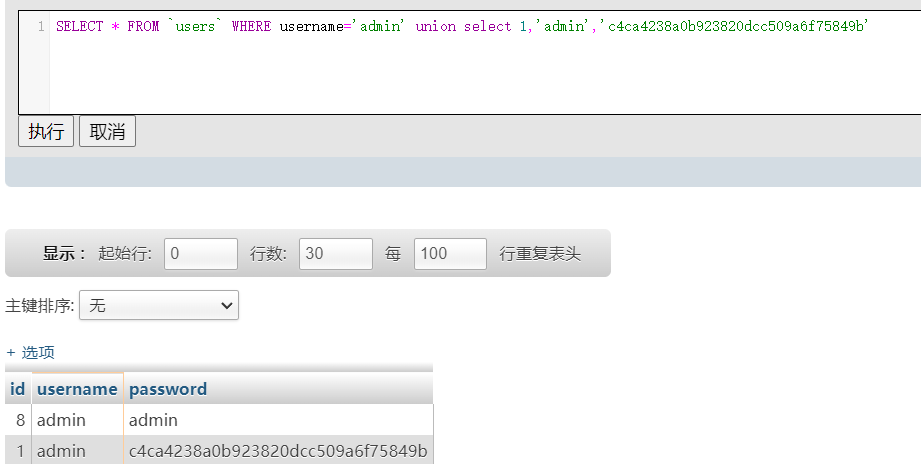 1 SELECT * FROM `users` WHERE username='admin' union select 1,'admin','c4ca4238a0b923820dcc509a6f75849b'
执行 取消
显示： 起始行: 0 行数: 30 每 100 行重复表头
主键排序: 无
+ 选项
id username password
8 admin admin
1 admin c4ca4238a0b923820dcc509a6f75849b